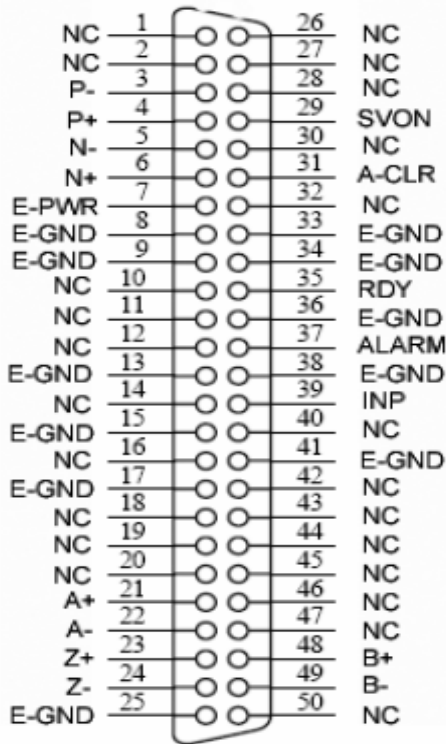 NC 1 26 NC
NC 2 27 NC
P- 3 28 NC
P+ 4 29 SVON
N- 5 30 NC
N+ 6 31 A-CLR
E-PWR 7 32 NC
E-GND 8 33 E-GND
E-GND 9 34 E-GND
NC 10 35 RDY
NC 11 36 E-GND
NC 12 37 ALARM
E-GND 13 38 E-GND
NC 14 39 INP
E-GND 15 40 NC
NC 16 41 E-GND
E-GND 17 42 NC
NC 18 43 NC
NC 19 44 NC
NC 20 45 NC
A+ 21 46 NC
A- 22 47 NC
Z+ 23 48 B+
Z- 24 49 B-
E-GND 25 50 NC